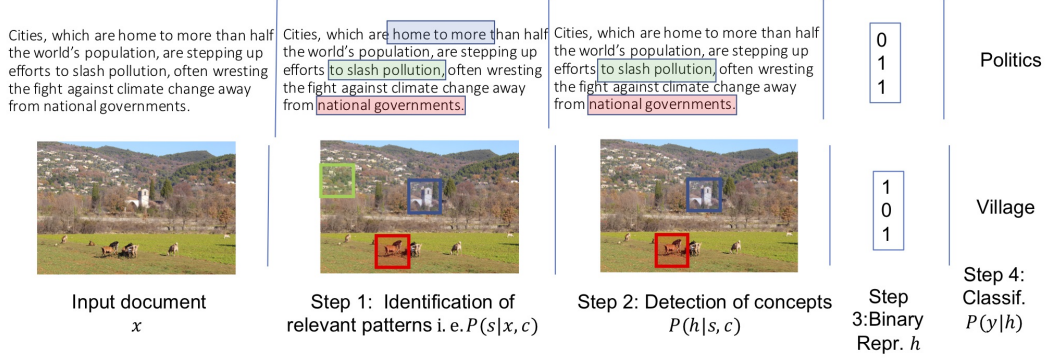 Cities, which are home to more than half
the world's population, are stepping up
efforts to slash pollution, often wresting
the fight against climate change away
from national governments.
Cities, which are home to more than half
the world's population, are stepping up
efforts to slash pollution, often wresting
the fight against climate change away
from national governments.
Cities, which are home to more than half
the world's population, are stepping up
efforts to slash pollution, often wresting
the fight against climate change away
from national governments.
0
1
1
Politics
1
0
1
Village
Input document
x
Step 1: Identification of
relevant patterns i. e. P(s|x, c)
Step 2: Detection of concepts
P(h|s, c)
Step
3:Binary
Repr. h
Step 4:
Classif.
P(y|h)